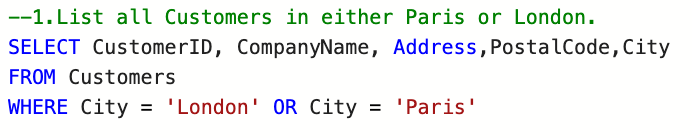 --1.List all Customers in either Paris or London.
SELECT CustomerID, CompanyName, Address,PostalCode,City
FROM Customers
WHERE City = 'London' OR City = 'Paris'